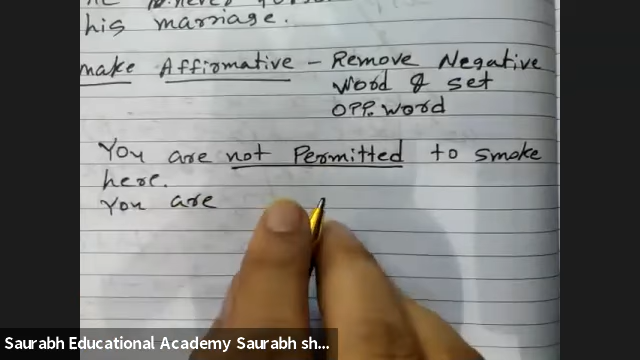 his marriage.
make Affirmative - Remove Negative
word & set
OPP. word
You are not Permitted to smoke
here.
You are
Saurabh Educational Academy Saurabh sh...